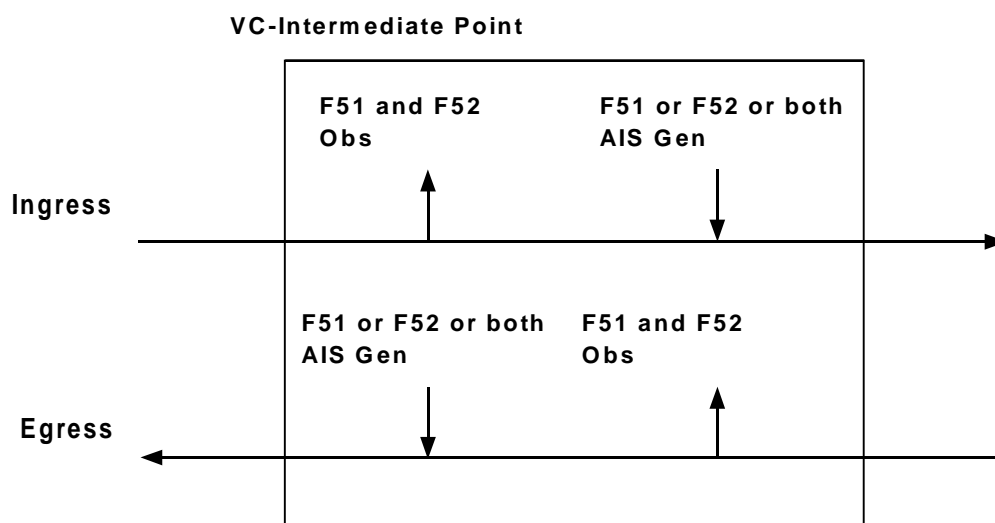 VC-Intermediate Point
F51 and F52
Obs
F51 or F52 or both
AIS Gen
Ingress
F51 or F52 or both
AIS Gen
F51 and F52
Obs
Egress